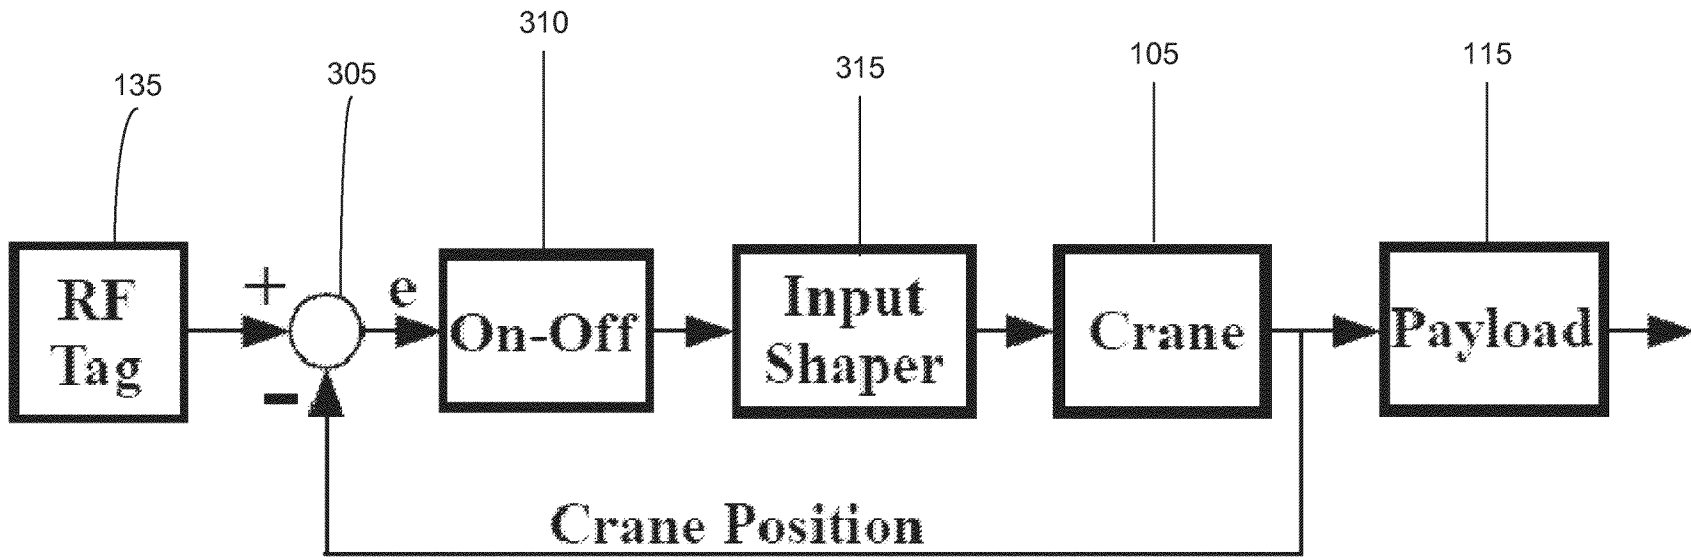 310
135
305
315
105
115
RF
Tag
+
-
e
On-Off
Input
Shaper
Crane
Payload
Crane Position